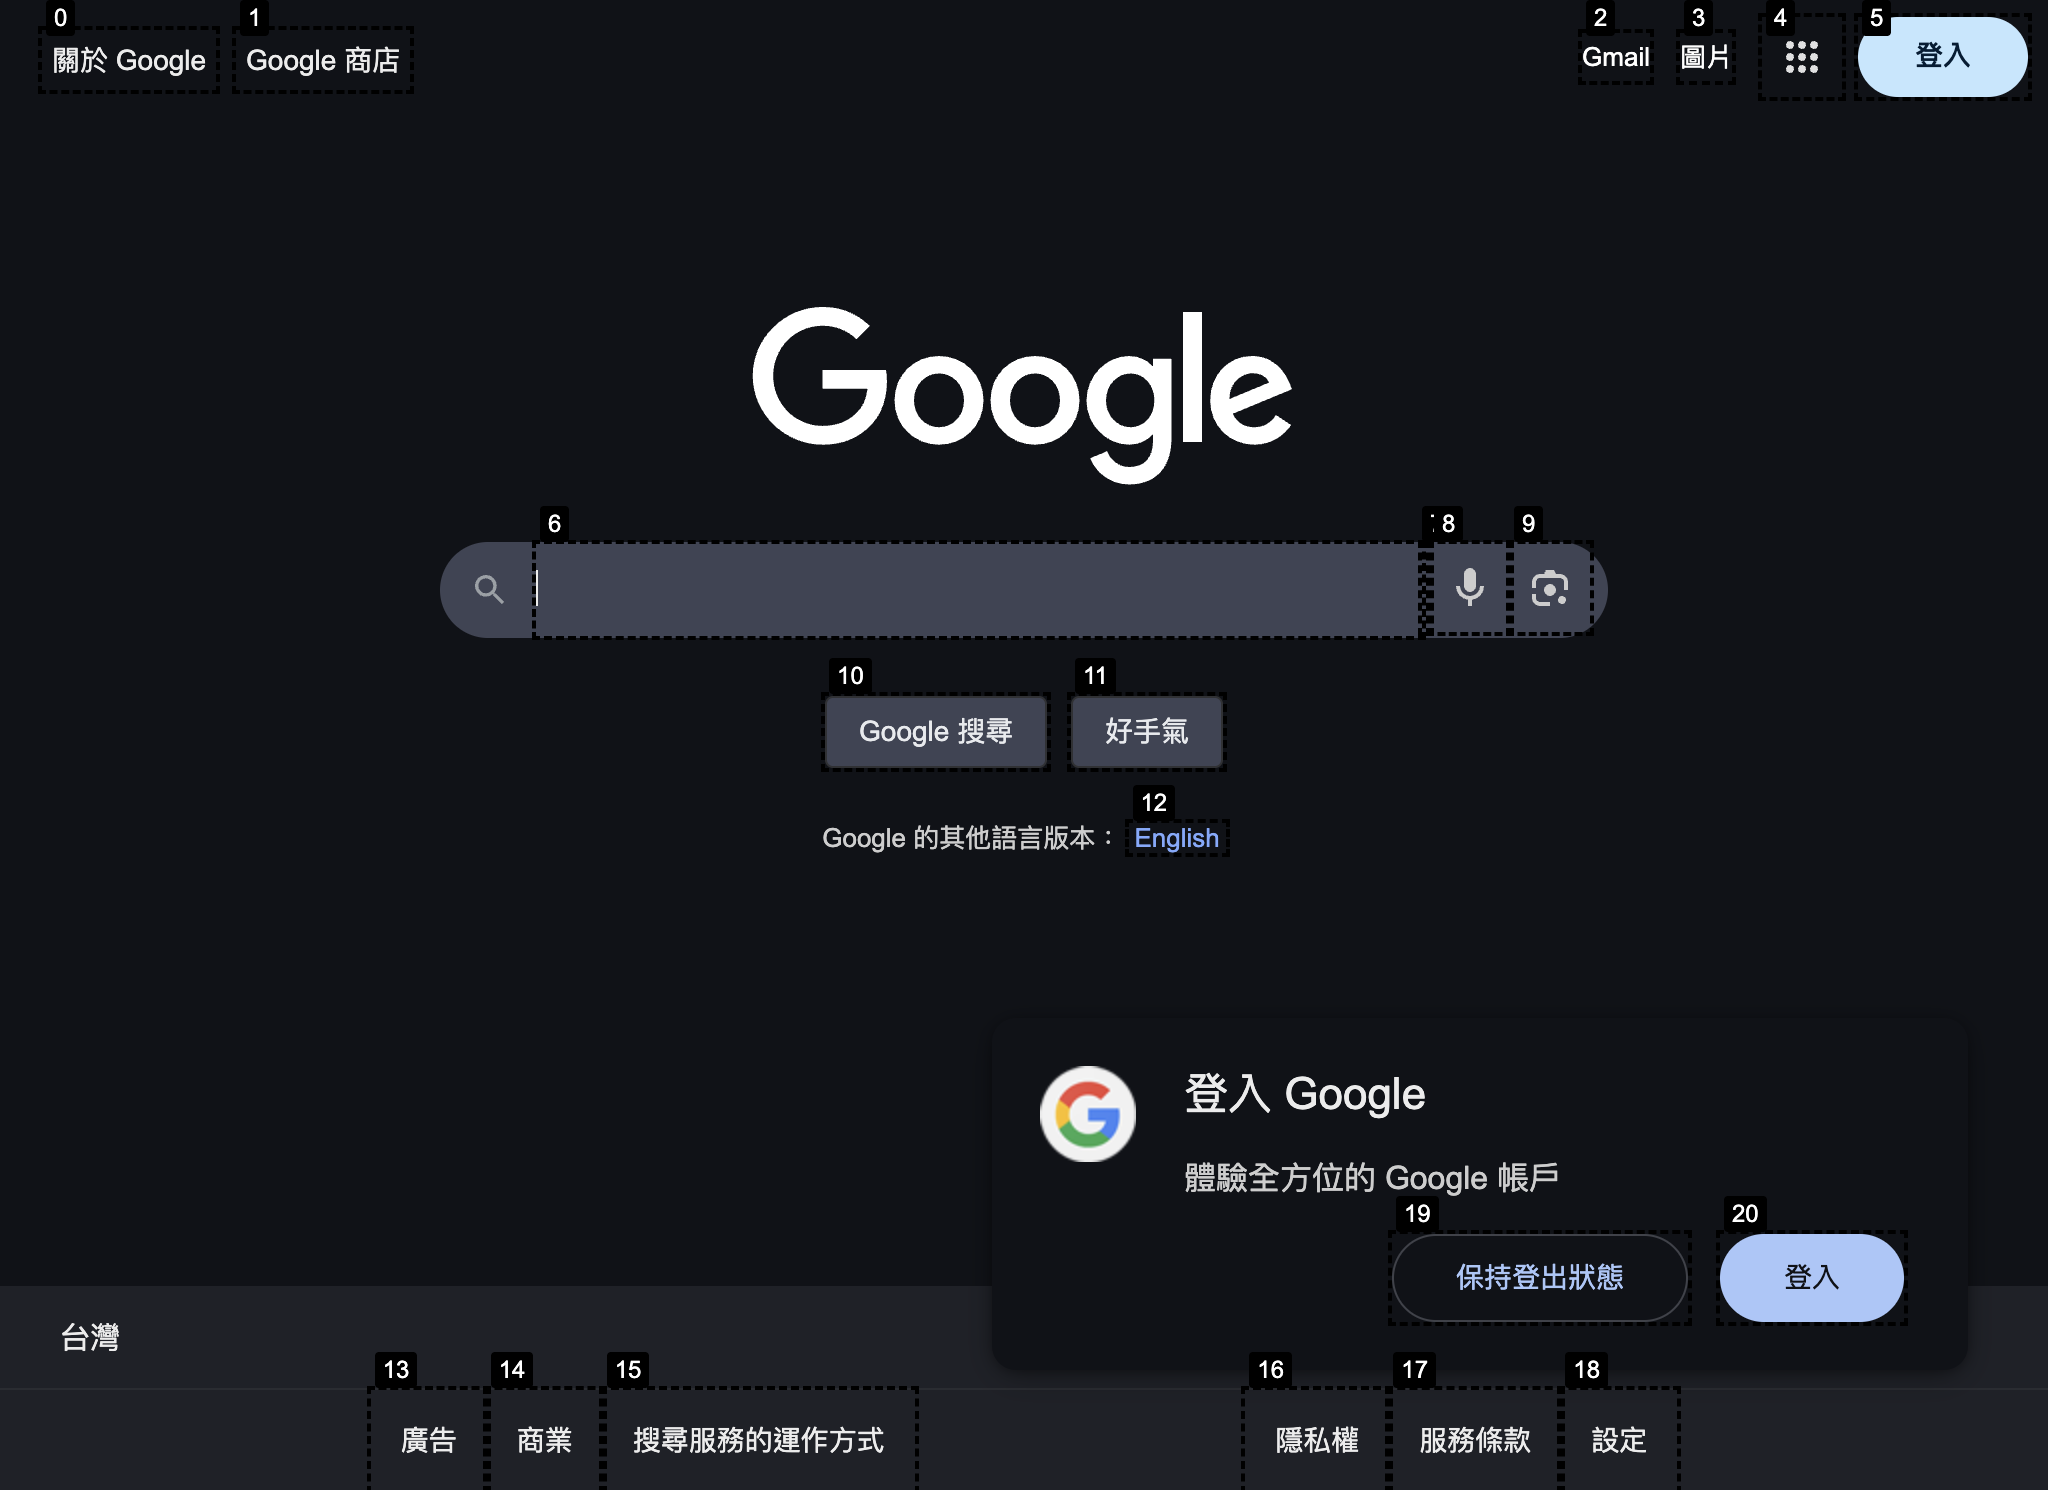 0
1
2
3
4
5
關於 Google
Google 商店
Gmail
圖片
登入
Google
6
8
9
10
11
Google 搜尋
好手氣
12
Google 的其他語言版本：
English
登入 Google
體驗全方位的 Google 帳戶
19
20
保持登出狀態
登入
台灣
13
14
15
16
17
18
廣告
商業
搜尋服務的運作方式
隱私權
服務條款
設定